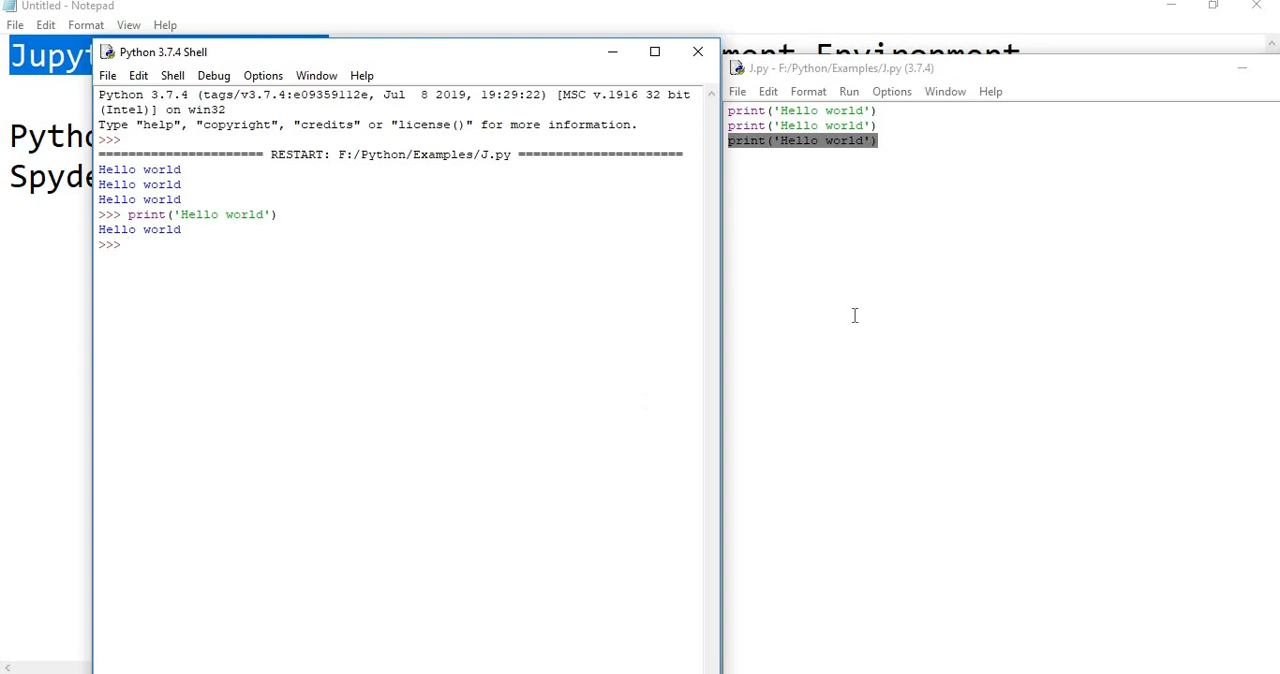 Untitled - Notepad
File Edit Format View Help
Jupyt
ment Environment
Pytho
Spyde
Python 3.7.4 Shell
File Edit Shell Debug Options Window Help
Python 3.7.4 (tags/v3.7.4:e09359112e, Jul  8 2019, 19:29:22) [MSC v.1916 32 bit
(Intel)] on win32
Type "help", "copyright", "credits" or "license()" for more information.
>>>
====================== RESTART: F:/Python/Examples/J.py ======================
Hello world
Hello world
Hello world
>>> print('Hello world')
Hello world
>>>
J.py - F:/Python/Examples/J.py (3.7.4)
File Edit Format Run Options Window Help
print('Hello world')
print('Hello world')
print('Hello world')